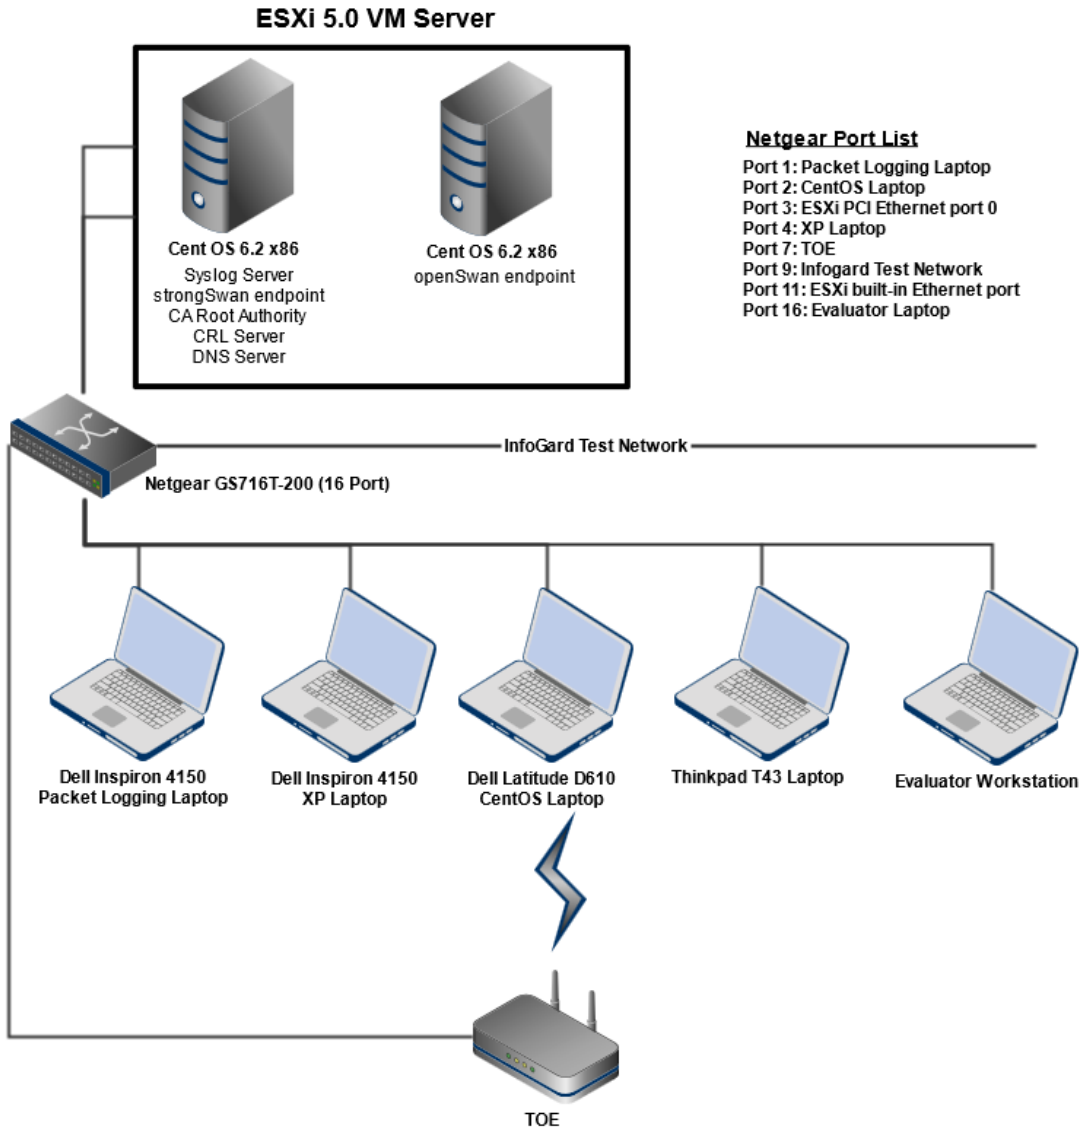 ESXi 5.0 VM Server
Cent OS 6.2 x86
Syslog Server
strongSwan endpoint
CA Root Authority
CRL Server
DNS Server
Cent OS 6.2 x86
openSwan endpoint
Netgear Port List
Port 1: Packet Logging Laptop
Port 2: CentOS Laptop
Port 3: ESXi PCI Ethernet port 0
Port 4: XP Laptop
Port 7: TOE
Port 9: Infogard Test Network
Port 11: ESXi built-in Ethernet port
Port 16: Evaluator Laptop
InfoGard Test Network
Netgear GS716T-200 (16 Port)
Dell Inspiron 4150
Packet Logging Laptop
Dell Inspiron 4150
XP Laptop
Dell Latitude D610
CentOS Laptop
Thinkpad T43 Laptop
Evaluator Workstation
TOE